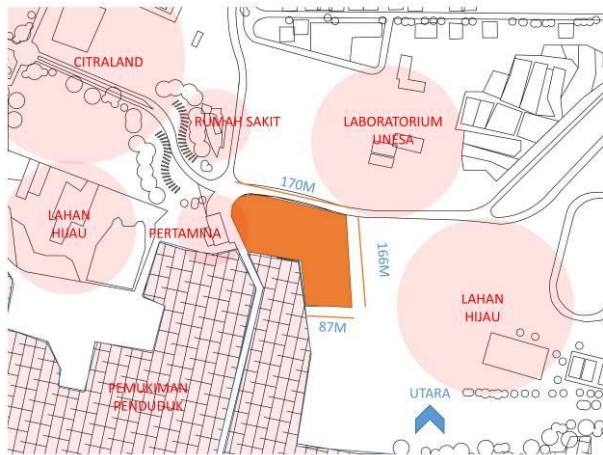 CITRALAND
RUMAH SAKIT
LABORATORIUM
UNESA
170M
LAHAN
HIJAU
PERTAMINA
166M
LAHAN
HIJAU
87M
PEMUKIMAN
PENDUDUK
UTARA